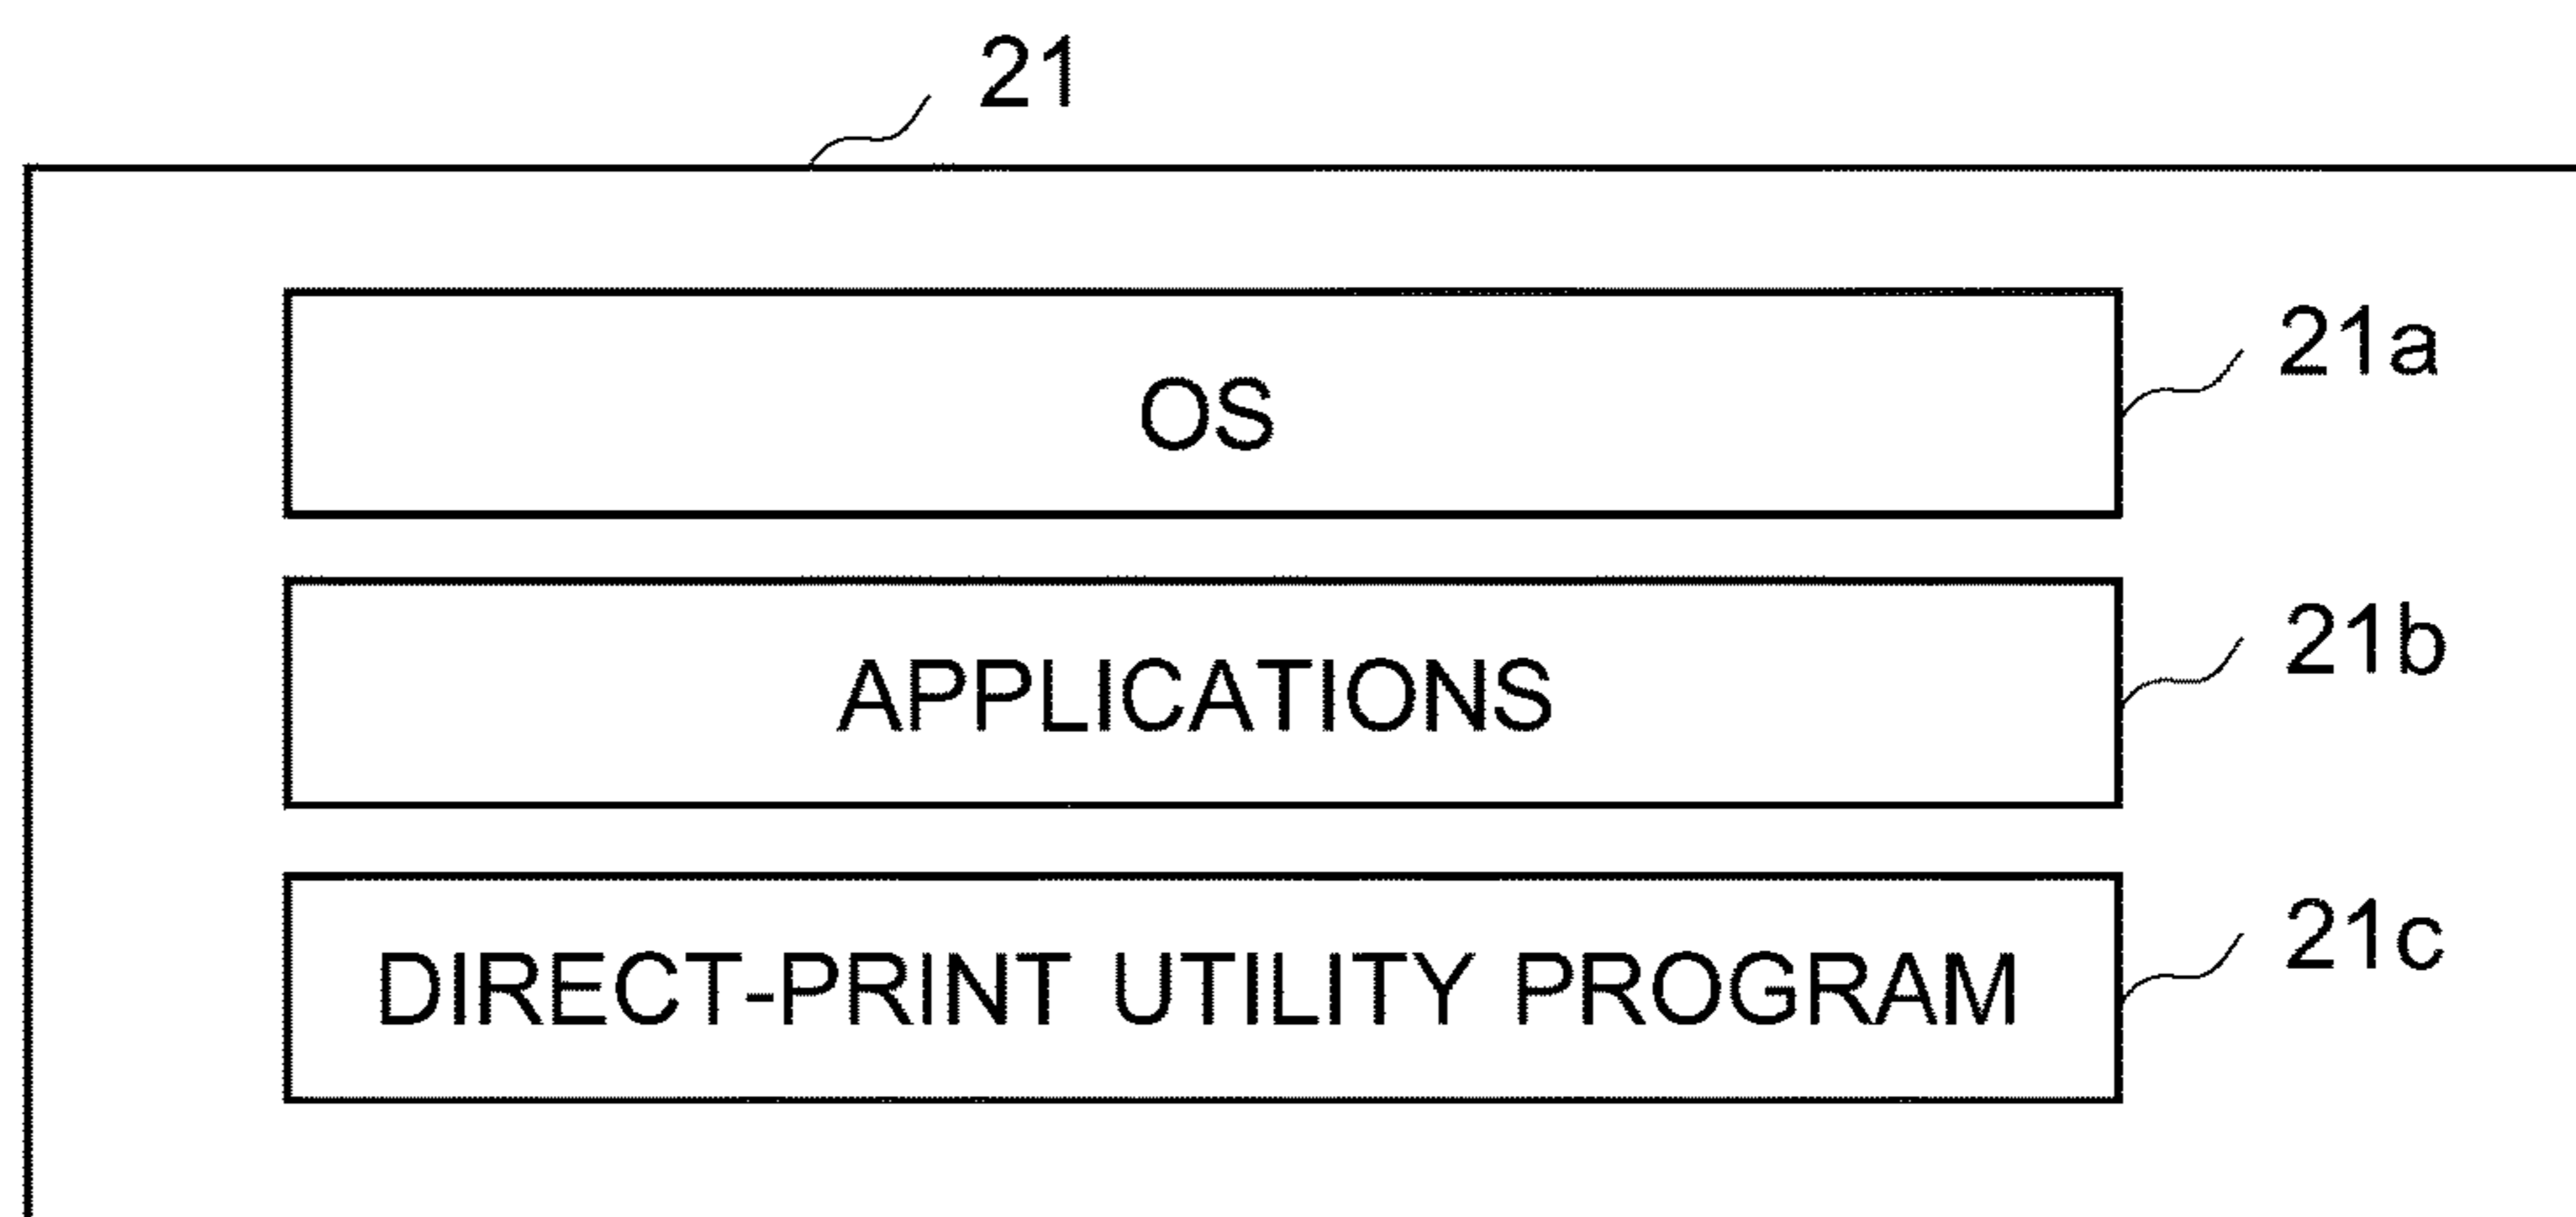 21
OS
21a
APPLICATIONS
21b
DIRECT-PRINT UTILITY PROGRAM
21c